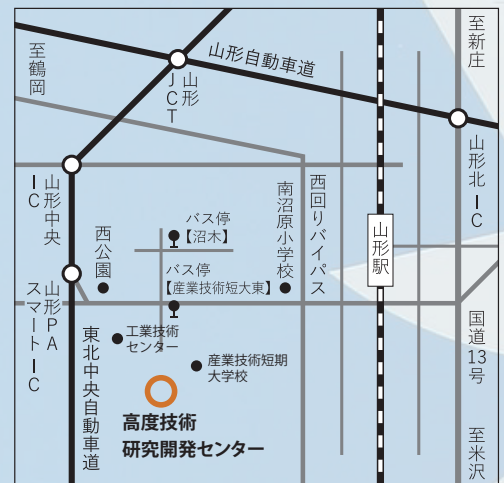 至鶴岡
山形
JCT
山形自動車道
至新庄
山形北IC
山形中央
IC
西公園
バス停
【沼木】
バス停
【産業技術短大東】
南沼原小学校
西回りバイパス
山形駅
山形PA
スマートIC
東北中央自動車道
工業技術
センター
産業技術短期
大学校
高度技術
研究開発センター
国道13号
至米沢